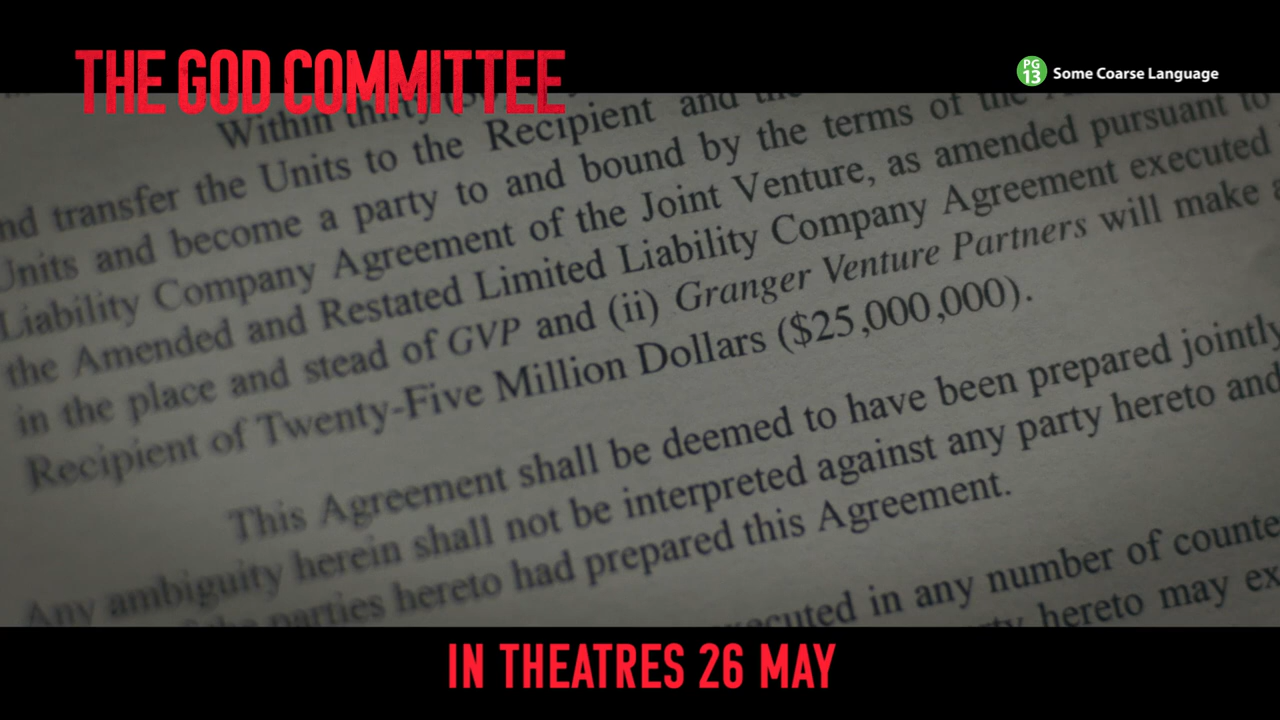 THE GOD COMMITTEE
PG
13
Some Coarse Language
Within thirty
and the
nd transfer the Units to the Recipient
Units and become a party to and bound by the terms of the
Liability Company Agreement of the Joint Venture, as amended pursuant to
the Amended and Restated Limited Liability Company Agreement executed
in the place and stead of GVP and (ii) Granger Venture Partners will make a
Recipient of Twenty-Five Million Dollars ($25,000,000).
This Agreement shall be deemed to have been prepared jointly
Any ambiguity herein shall not be interpreted against any party hereto and
the parties hereto had prepared this Agreement.
ecuted in any number of counte
hereto may ex
IN THEATRES 26 MAY